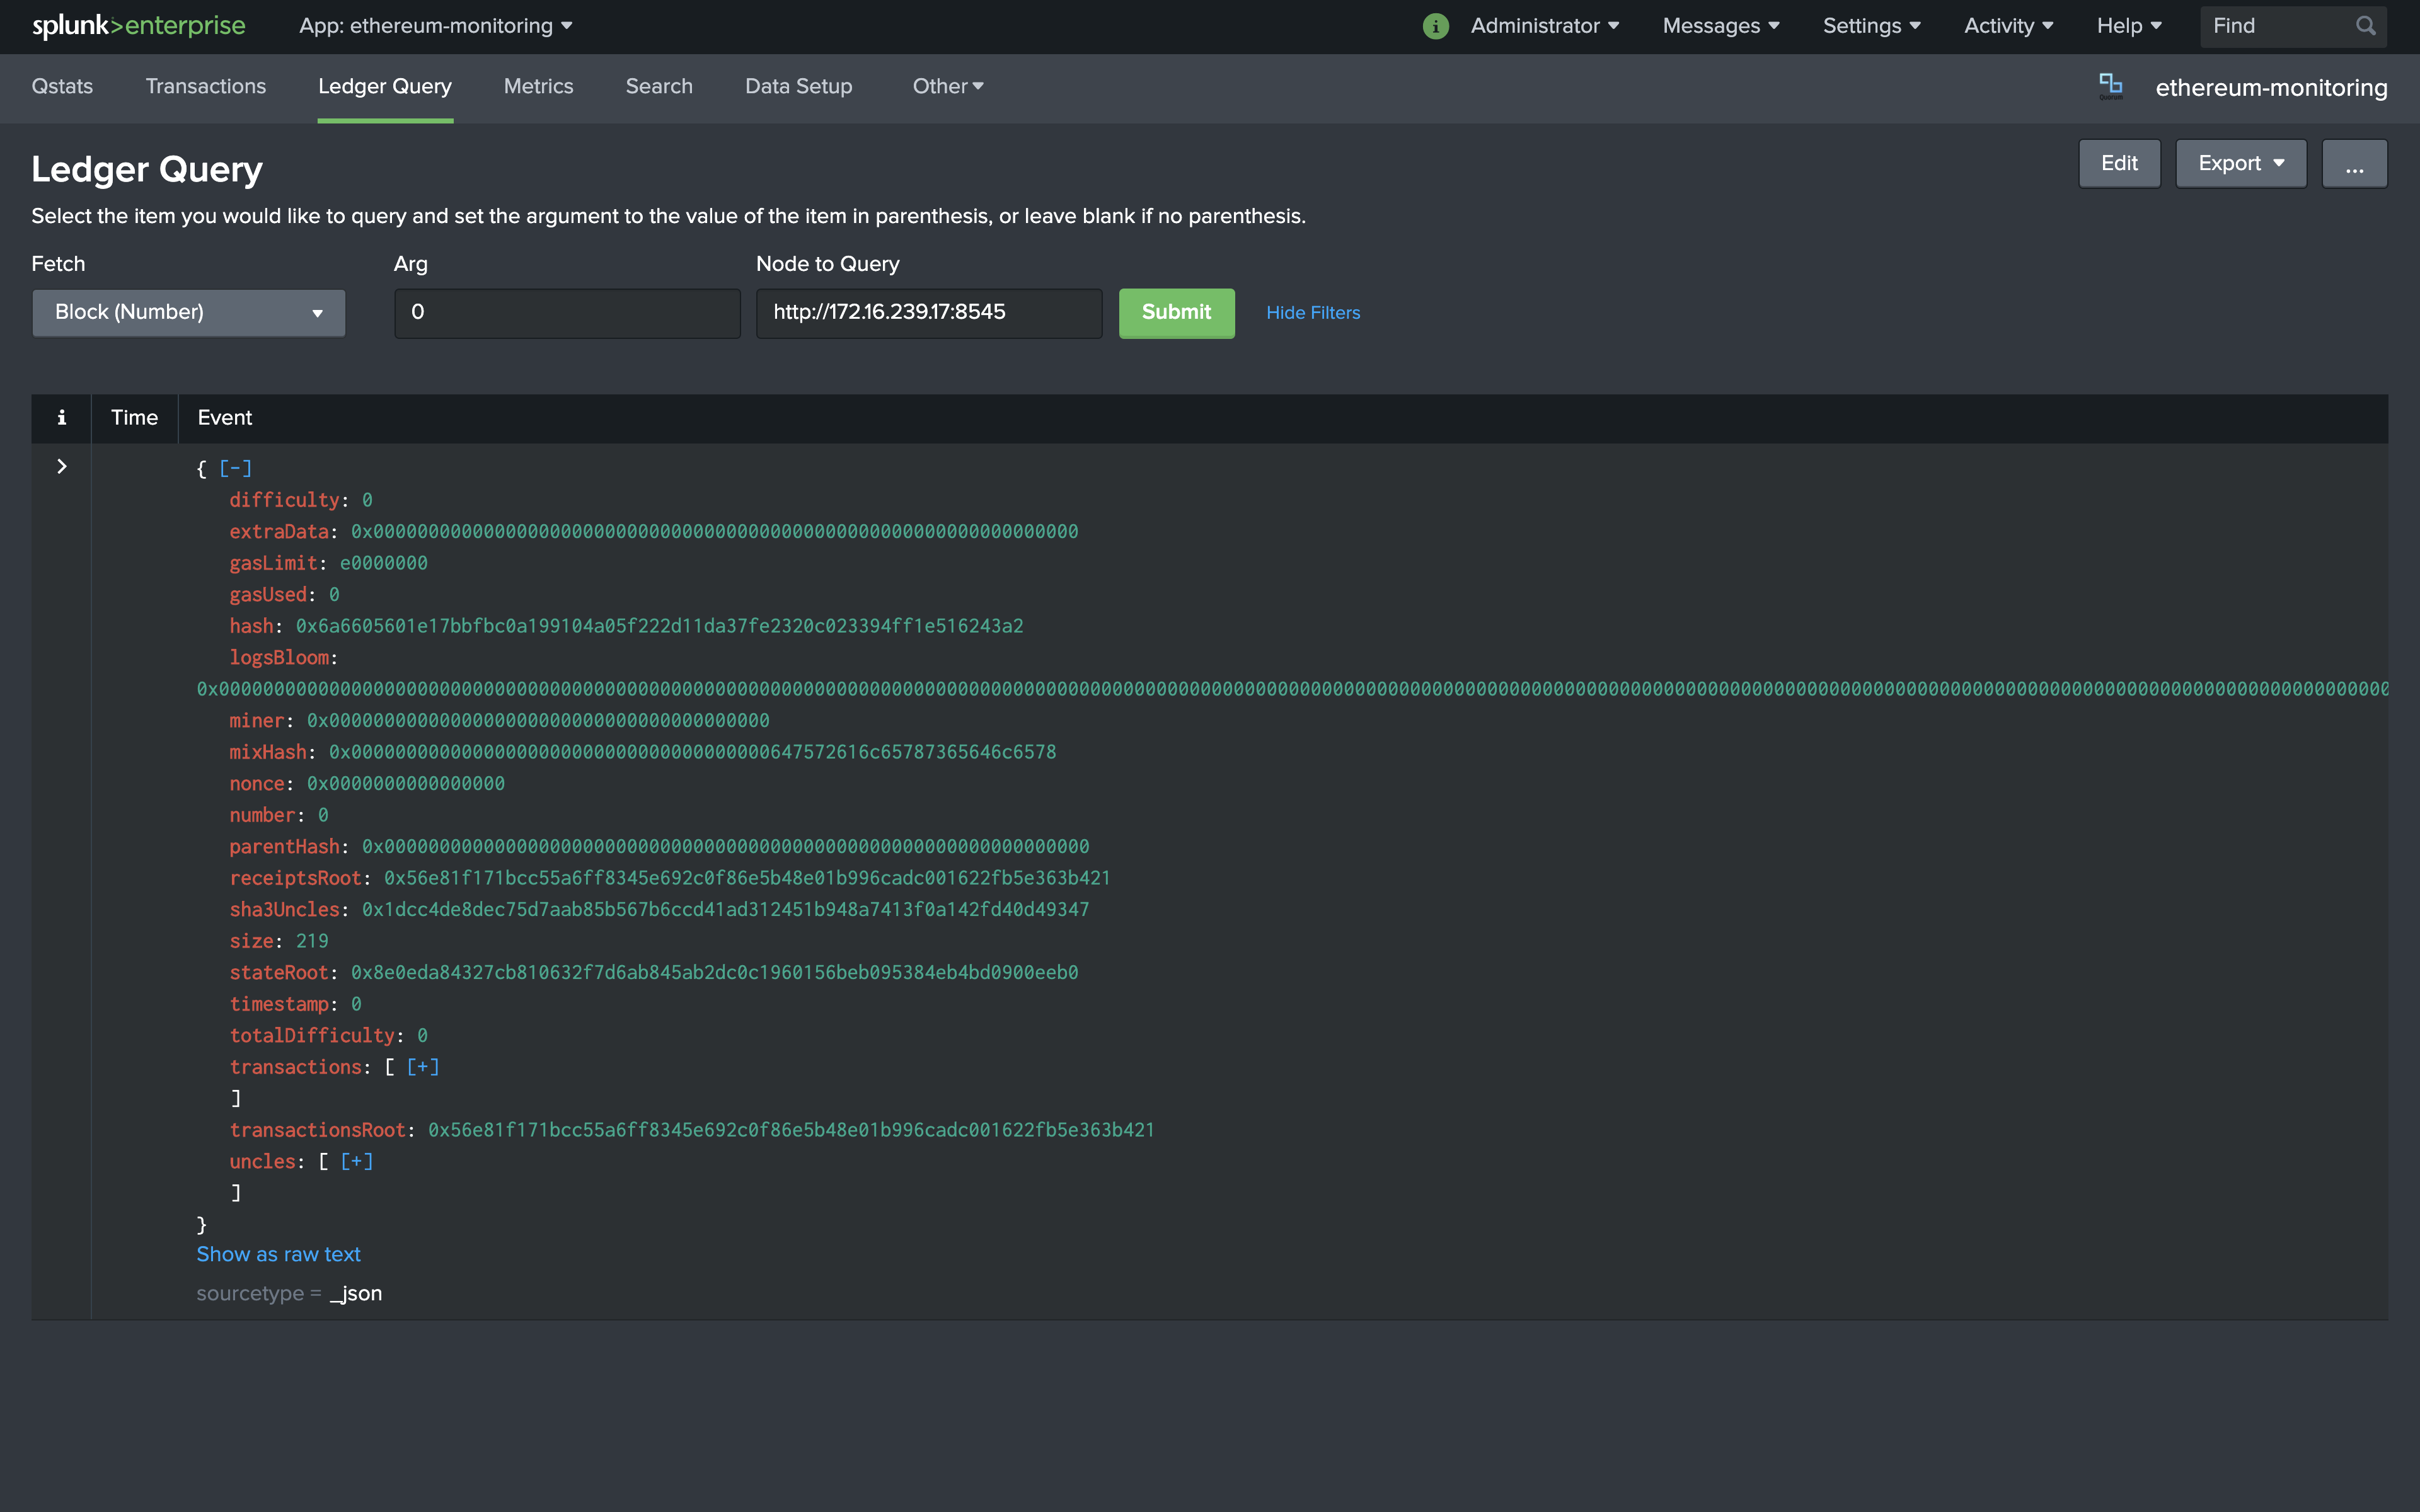 splunk>enterprise App: ethereum-monitoring i Administrator Messages Settings Activity Help Find
Qstats Transactions Ledger Query Metrics Search Data Setup Other Quorum ethereum-monitoring
Ledger Query Edit Export ...
Select the item you would like to query and set the argument to the value of the item in parenthesis, or leave blank if no parenthesis.
Fetch Arg Node to Query
Block (Number) 0 http://172.16.239.17:8545 Submit Hide Filters
i Time Event
> { [-]
difficulty: 0
extraData: 0x0000000000000000000000000000000000000000000000000000000000000000
gasLimit: e0000000
gasUsed: 0
hash: 0x6a6605601e17bbfbc0a199104a05f222d11da37fe2320c023394ff1e516243a2
logsBloom:
miner: 0x0000000000000000000000000000000000000000
mixHash: 0x00000000000000000000000000000000000000647572616c65787365646c6578
nonce: 0x0000000000000000
number: 0
parentHash: 0x0000000000000000000000000000000000000000000000000000000000000000
receiptsRoot: 0x56e81f171bcc55a6ff8345e692c0f86e5b48e01b996cadc001622fb5e363b421
sha3Uncles: 0x1dcc4de8dec75d7aab85b567b6ccd41ad312451b948a7413f0a142fd40d49347
size: 219
stateRoot: 0x8e0eda84327cb810632f7d6ab845ab2dc0c1960156beb095384eb4bd0900eeb0
timestamp: 0
totalDifficulty: 0
transactions: [ [+]
]
transactionsRoot: 0x56e81f171bcc55a6ff8345e692c0f86e5b48e01b996cadc001622fb5e363b421
uncles: [ [+]
]
}
Show as raw text
sourcetype = _json